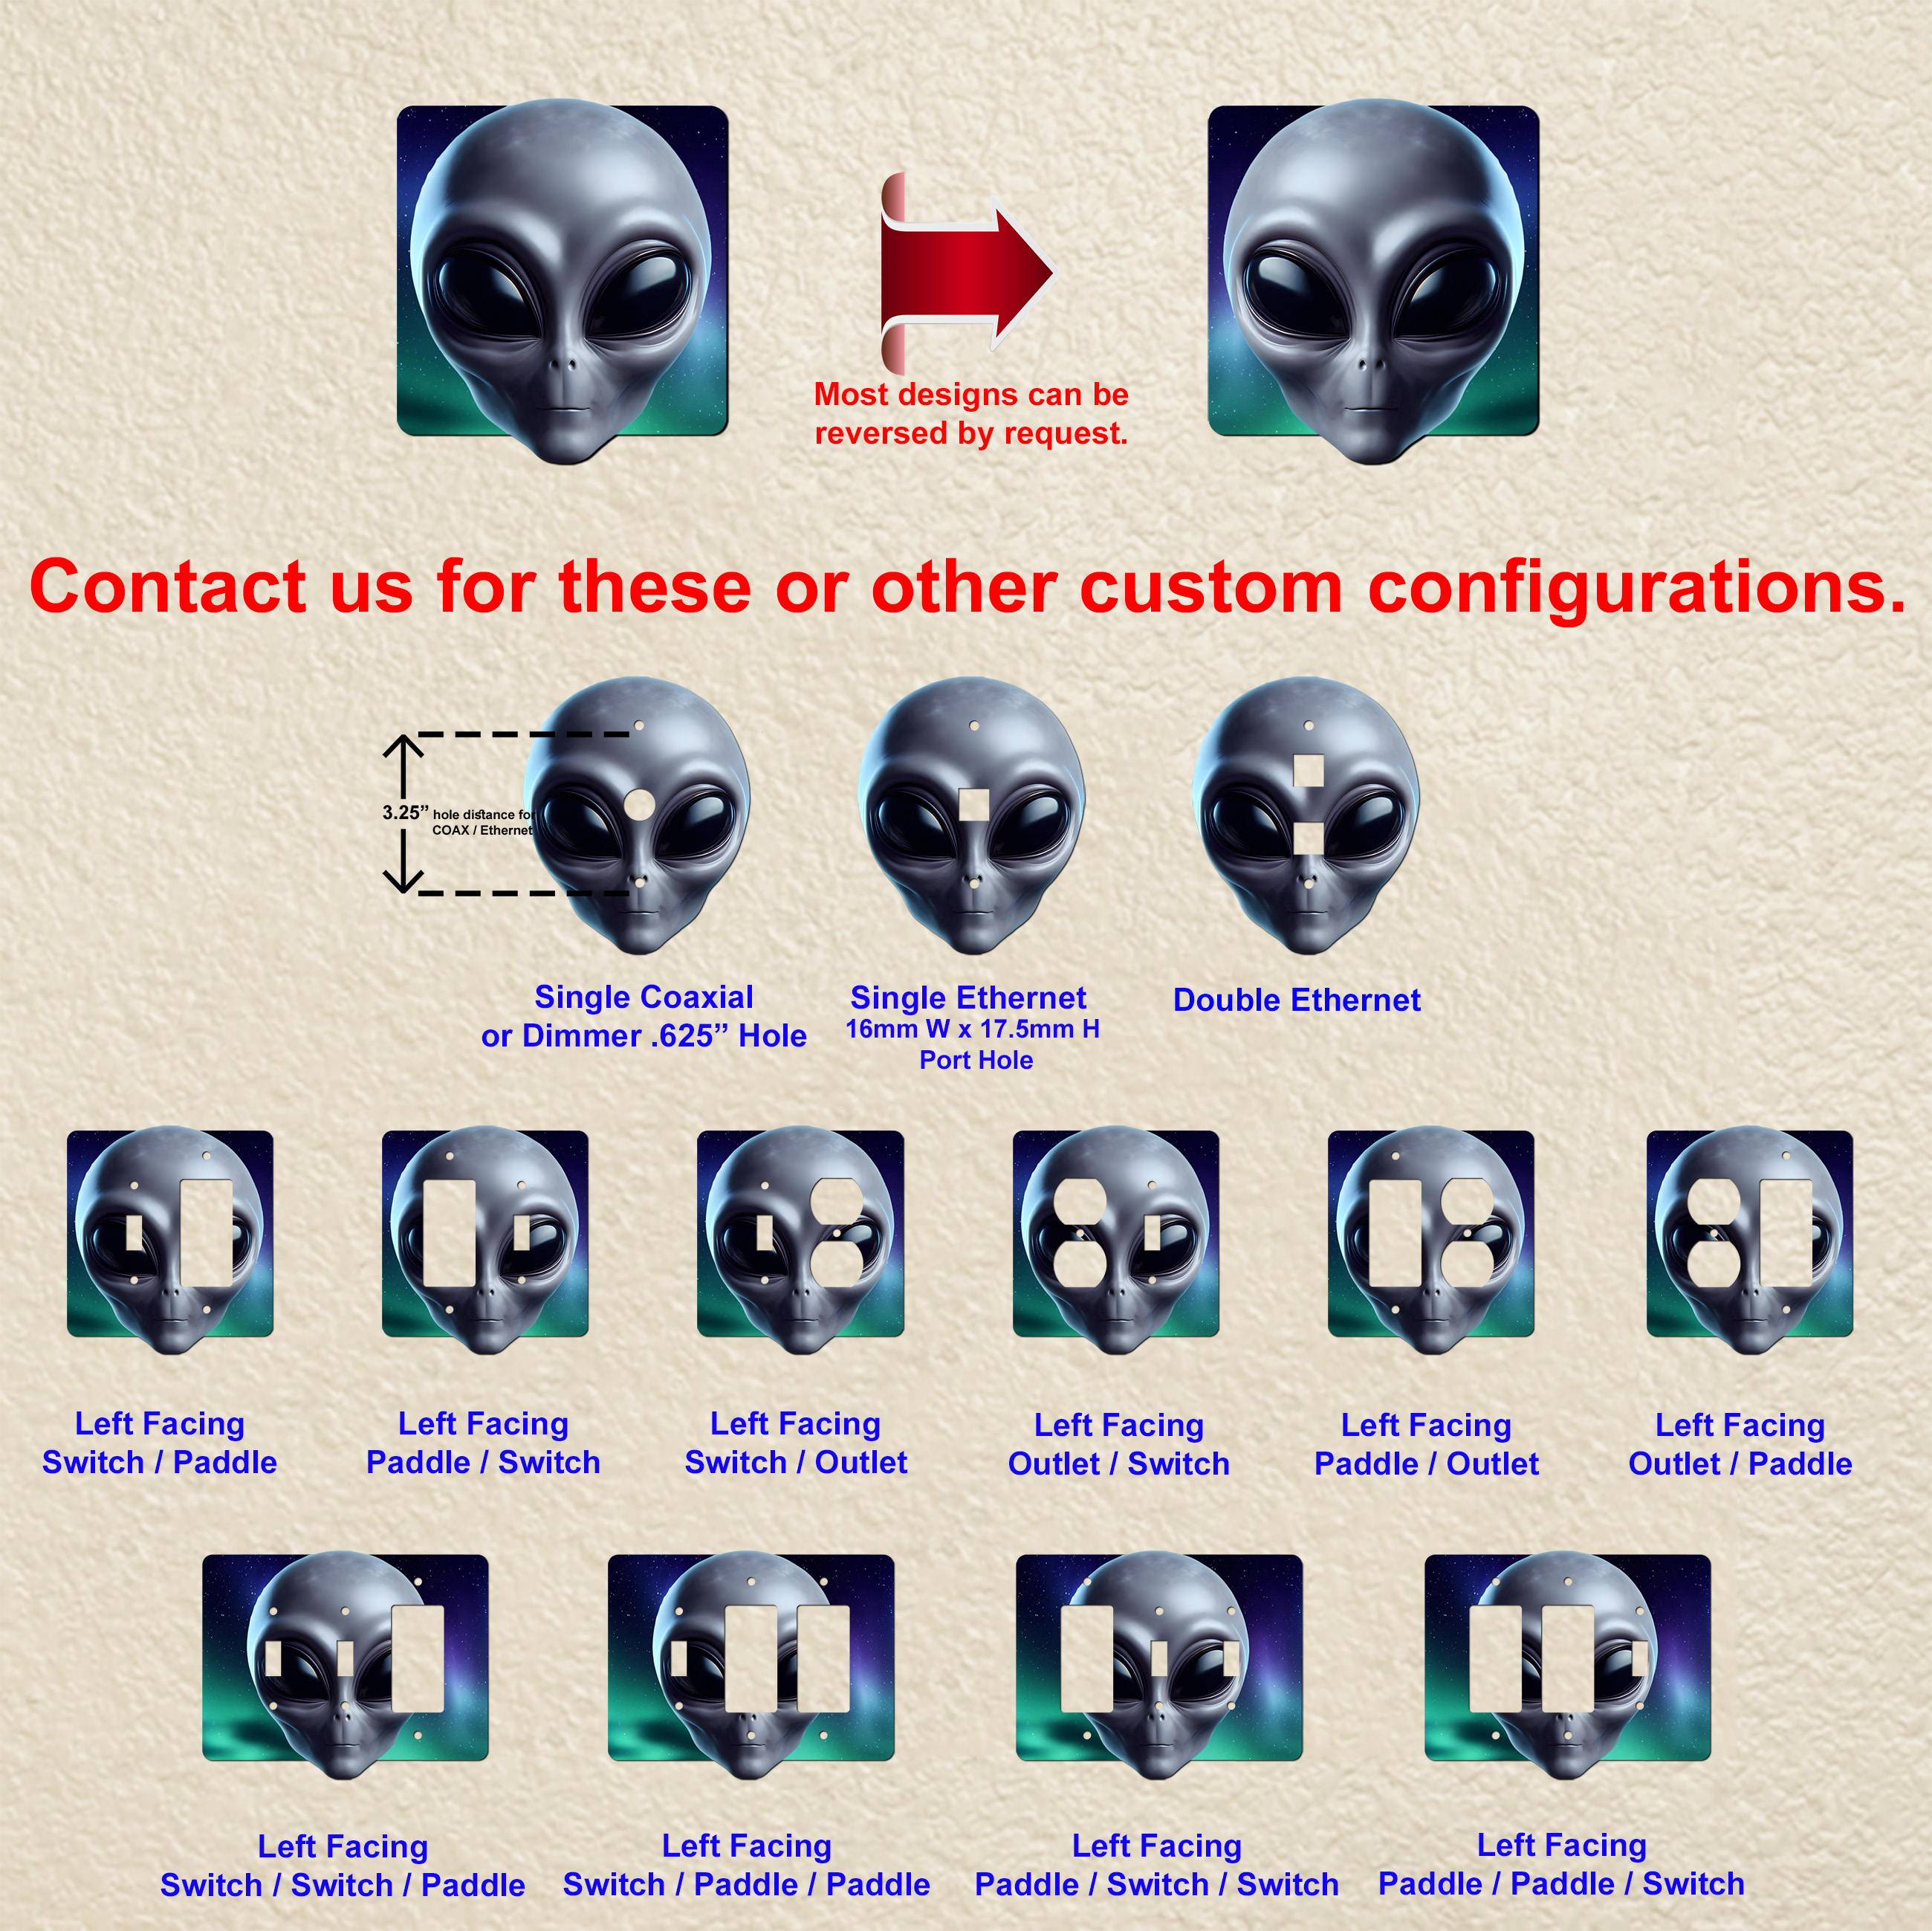 Most designs can be
reversed by request.
Contact us for these or other custom configurations.
3.25” hole distance for
COAX / Ethernet
Single Coaxial
or Dimmer .625” Hole
Single Ethernet
16mm W x 17.5mm H
Port Hole
Double Ethernet
Left Facing
Switch / Paddle
Left Facing
Paddle / Switch
Left Facing
Switch / Outlet
Left Facing
Outlet / Switch
Left Facing
Paddle / Outlet
Left Facing
Outlet / Paddle
Left Facing
Switch / Switch / Paddle
Left Facing
Switch / Paddle / Paddle
Left Facing
Paddle / Switch / Switch
Left Facing
Paddle / Paddle / Switch